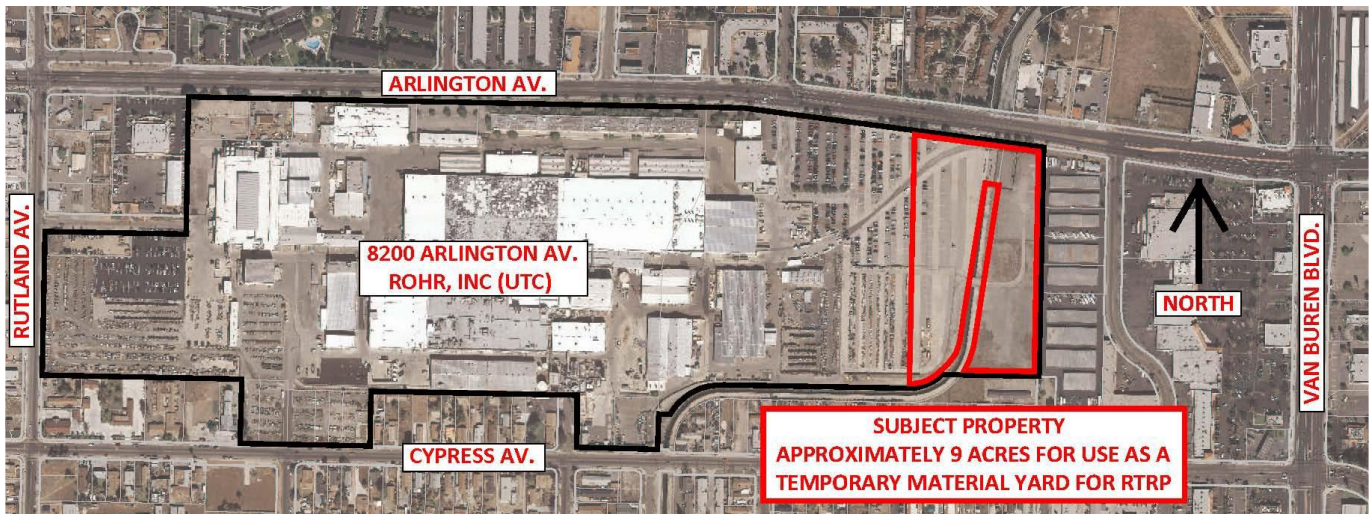 ARLINGTON AV.
RUTLAND AV.
8200 ARLINGTON AV.
ROHR, INC (UTC)
NORTH
VAN BUREN BLVD.
CYPRESS AV.
SUBJECT PROPERTY
APPROXIMATELY 9 ACRES FOR USE AS A
TEMPORARY MATERIAL YARD FOR RTRP